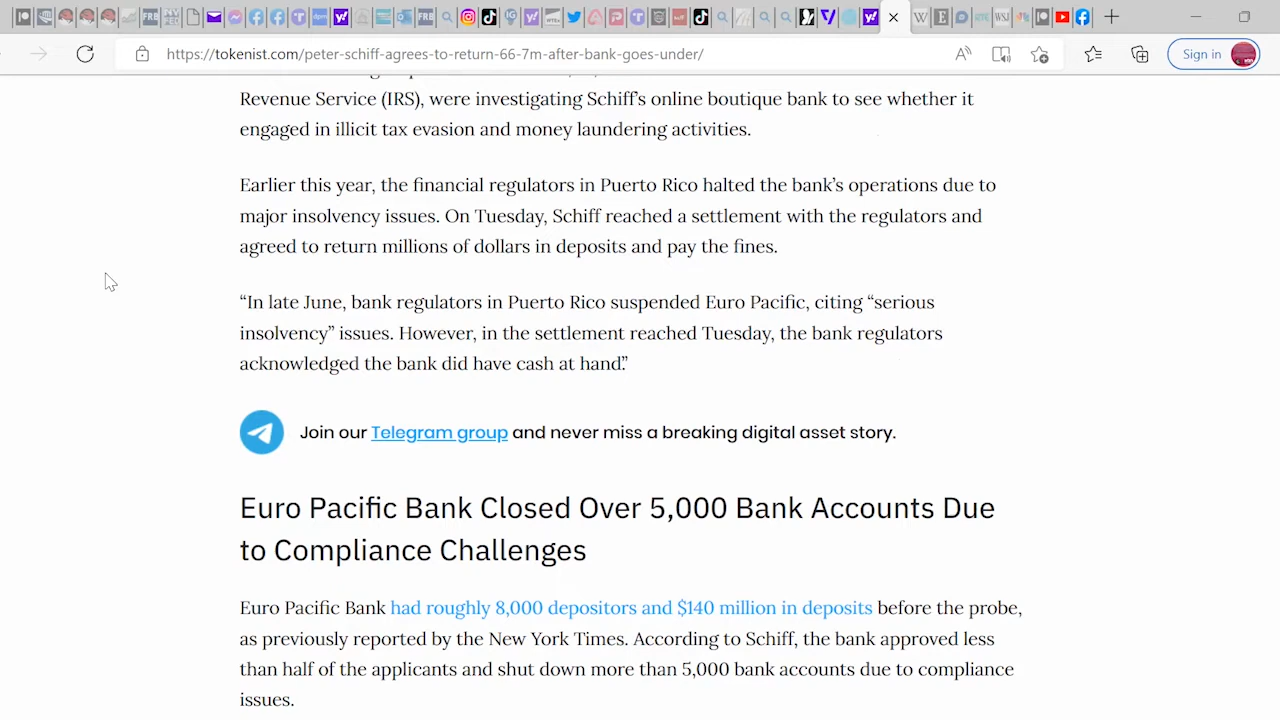 https://tokenist.com/peter-schiff-agrees-to-return-66-7m-after-bank-goes-under/
Sign in
Revenue Service (IRS), were investigating Schiff's online boutique bank to see whether it
engaged in illicit tax evasion and money laundering activities.
Earlier this year, the financial regulators in Puerto Rico halted the bank's operations due to
major insolvency issues. On Tuesday, Schiff reached a settlement with the regulators and
agreed to return millions of dollars in deposits and pay the fines.
“In late June, bank regulators in Puerto Rico suspended Euro Pacific, citing “serious
insolvency” issues. However, in the settlement reached Tuesday, the bank regulators
acknowledged the bank did have cash at hand.”
Join our Telegram group and never miss a breaking digital asset story.
Euro Pacific Bank Closed Over 5,000 Bank Accounts Due
to Compliance Challenges
Euro Pacific Bank had roughly 8,000 depositors and $140 million in deposits before the probe,
as previously reported by the New York Times. According to Schiff, the bank approved less
than half of the applicants and shut down more than 5,000 bank accounts due to compliance
issues.